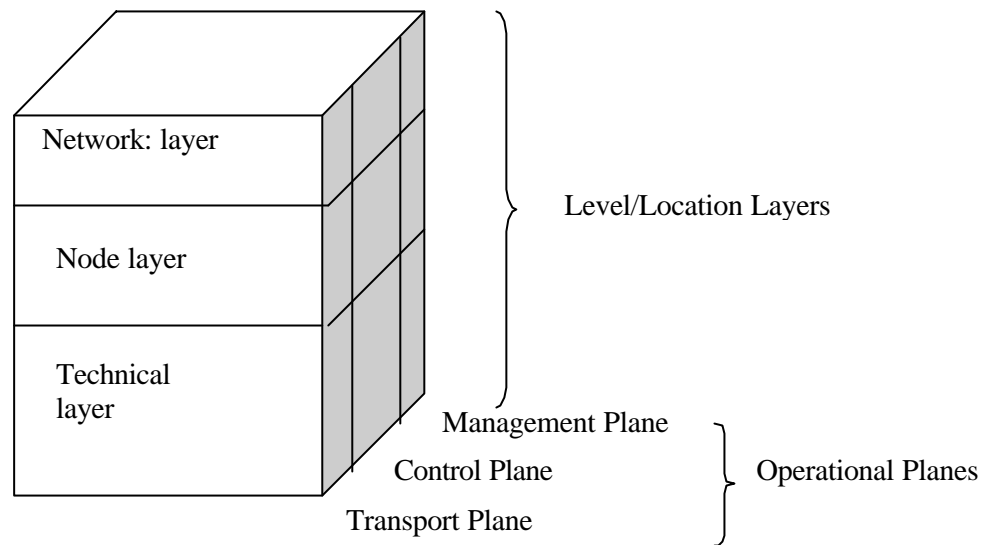 Network: layer
Level/Location Layers
Node layer
Technical
layer
Management Plane
Control Plane
Operational Planes
Transport Plane